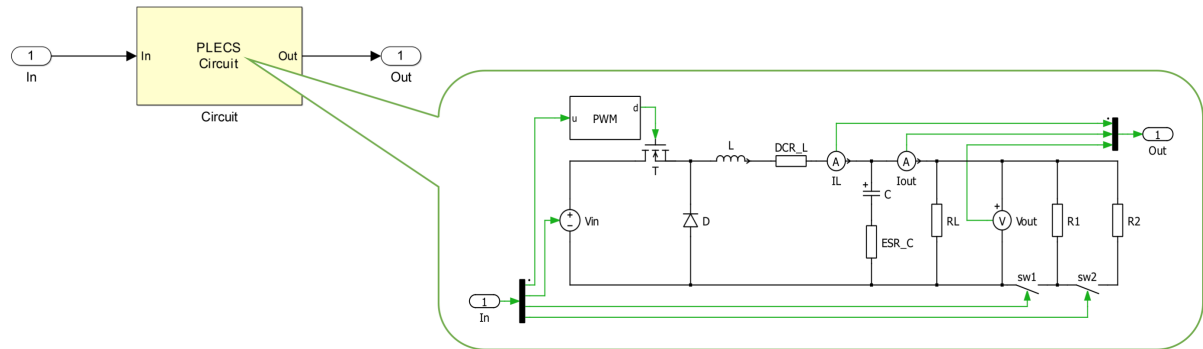 1
In
In
PLECS
Circuit
Out
Circuit
1
Out
u
PWM
d
T
L
DCR_L
A
IL
A
Iout
1
Out
+
C
ESR_C
+
−
Vin
D
RL
+
V
Vout
R1
R2
sw1
sw2
1
In